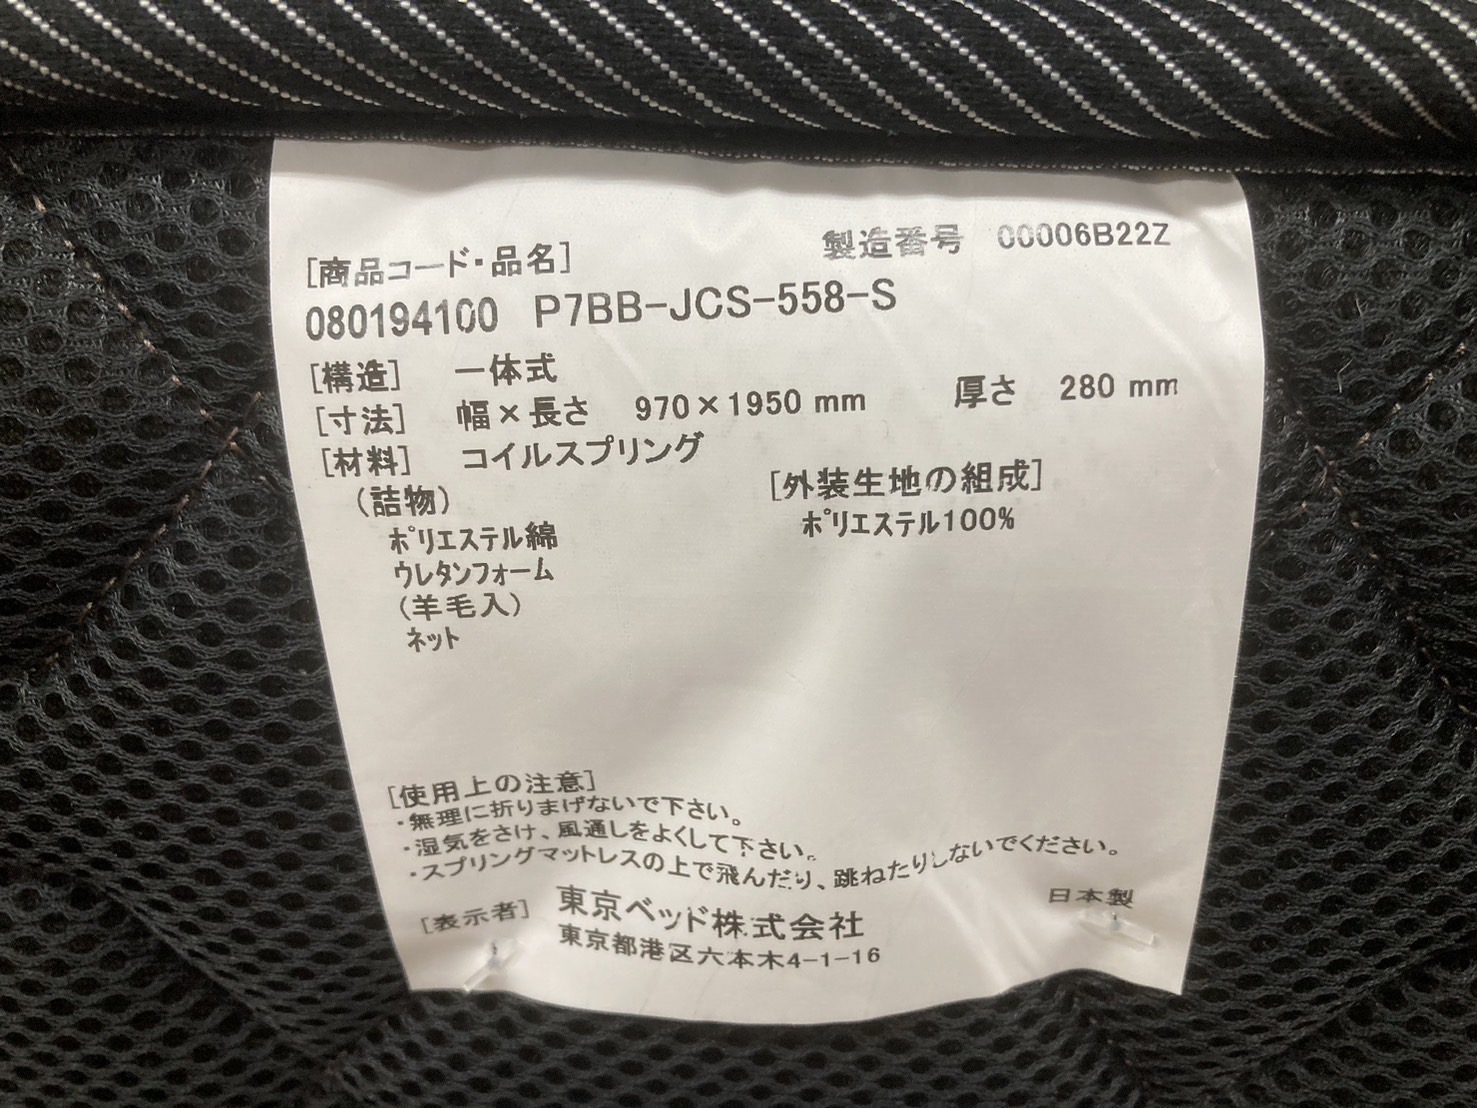 製造番号 00006B22Z
[商品コード・品名]
080194100 P7BB-JCS-558-S
[構造] 一体式
[寸法] 幅×長さ 970×1950 mm 厚さ 280 mm
[材料] コイルスプリング
(詰物)
ポリエステル綿
ウレタンフォーム
(羊毛入)
ネット
[外装生地の組成]
ポリエステル100%
[使用上の注意]
・無理に折りまげないで下さい。
・湿気をさけ、風通しをよくして下さい。
・スプリングマットレスの上で飛んだり、跳ねたりしないでください。
[表示者] 東京ベッド株式会社 日本製
東京都港区六本木4-1-16